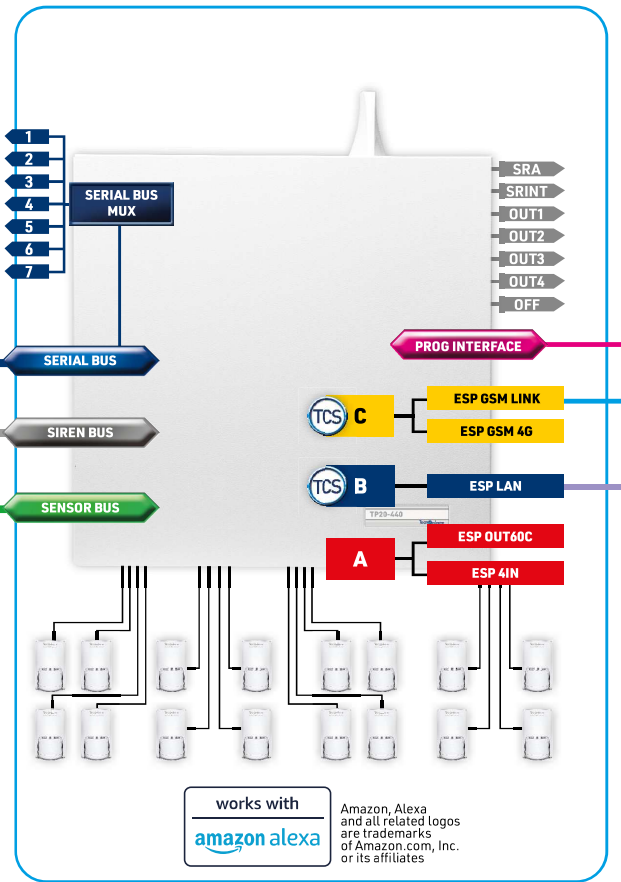 1
2
3
4
5
6
7
SERIAL BUS
MUX
SRA
SRINT
OUT1
OUT2
OUT3
OUT4
OFF
SERIAL BUS
PROG INTERFACE
SIREN BUS
SENSOR BUS
TCS C
ESP GSM LINK
ESP GSM 4G
TCS B
ESP LAN
TP20-440
A
ESP OUT60C
ESP 4IN
works with
amazon alexa
Amazon, Alexa
and all related logos
are trademarks
of Amazon.com, Inc.
or its affiliates